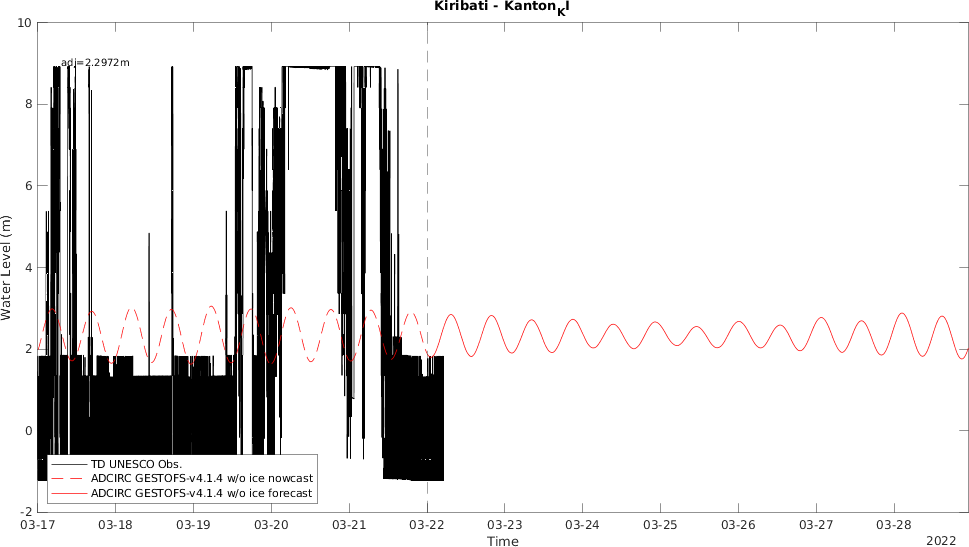 Kiribati - Kanton_KI
10
adj=2.2972m
8
6
4
2
0
-2
Water Level (m)
TD UNESCO Obs.
ADCIRC GESTOFS-v4.1.4 w/o ice nowcast
ADCIRC GESTOFS-v4.1.4 w/o ice forecast
03-17 03-18 03-19 03-20 03-21 03-22 03-23 03-24 03-25 03-26 03-27 03-28
Time
2022